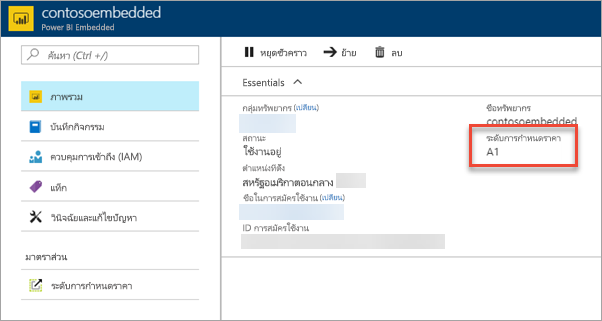 contosoembedded
Power BI Embedded
ค้นหา (Ctrl +/)
ภาพรวม
บันทึกกิจกรรม
ควบคุมการเข้าถึง (IAM)
แท็ก
วินิจฉัยและแก้ไขปัญหา
มาตราส่วน
ระดับการกำหนดราคา
หยุดชั่วคราว
ย้าย
ลบ
Essentials
กลุ่มทรัพยากร (เปลี่ยน)
สถานะ
ใช้งานอยู่
ตำแหน่งที่ตั้ง
สหรัฐอเมริกาตอนกลาง
ชื่อในการสมัครใช้งาน (เปลี่ยน)
ID การสมัครใช้งาน
ชื่อทรัพยากร
contosoembedded
ระดับการกำหนดราคา
A1